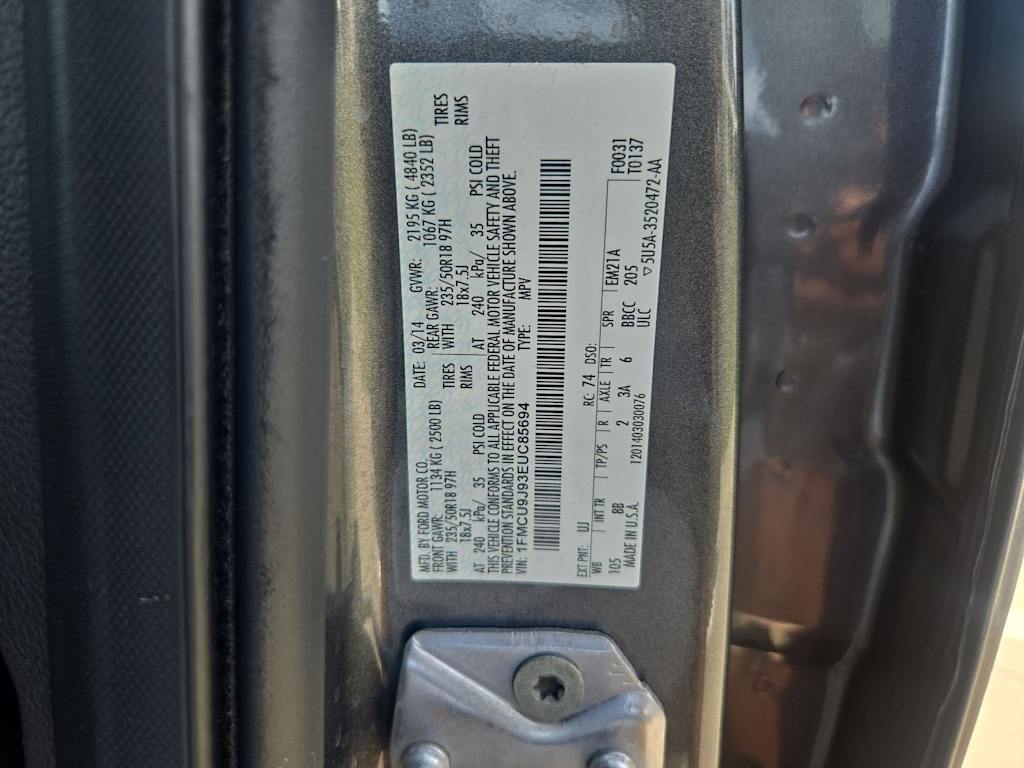 MFD. BY FORD MOTOR CO.
DATE: 03/14 GVWR: 2195 KG ( 4840 LB)
FRONT GAWR: 1134 KG ( 2500 LB) REAR GAWR: 1067 KG ( 2352 LB)
WITH 235/50R18 97H TIRES WITH 235/50R18 97H TIRES
18x7.5J RIMS 18x7.5J RIMS
AT 240 kPa/ 35 PSI COLD AT 240 kPa/ 35 PSI COLD
THIS VEHICLE CONFORMS TO ALL APPLICABLE FEDERAL MOTOR VEHICLE SAFETY AND THEFT
PREVENTION STANDARDS IN EFFECT ON THE DATE OF MANUFACTURE SHOWN ABOVE.
VIN: 1FMCU9J93EUC85694 TYPE: MPV
EXT PNT: UJ RC: 74 DSO: F0031
WB INT TR TP/PS R AXLE TR SPR EM21A T0137
105 8B 2 3A 6 BBCC 205
MADE IN U.S.A. 1201403030076 ULC ▽5U5A-3520472-AA